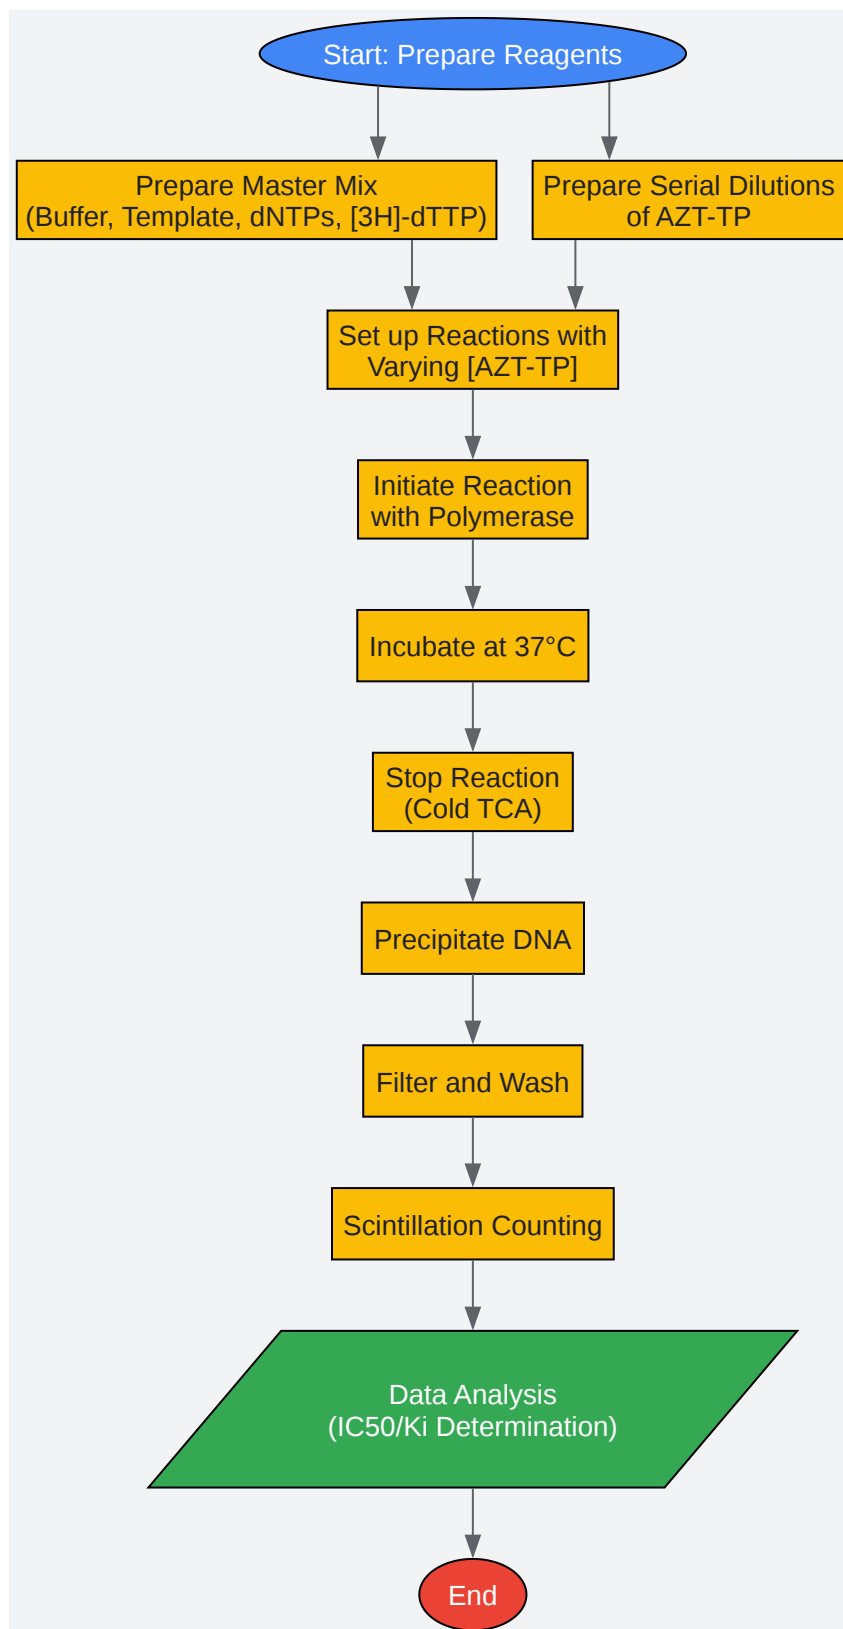 Start: Prepare Reagents
Prepare Master Mix
(Buffer, Template, dNTPs, [3H]-dTTP)
Prepare Serial Dilutions
of AZT-TP
Set up Reactions with
Varying [AZT-TP]
Initiate Reaction
with Polymerase
Incubate at 37°C
Stop Reaction
(Cold TCA)
Precipitate DNA
Filter and Wash
Scintillation Counting
Data Analysis
(IC50/Ki Determination)
End